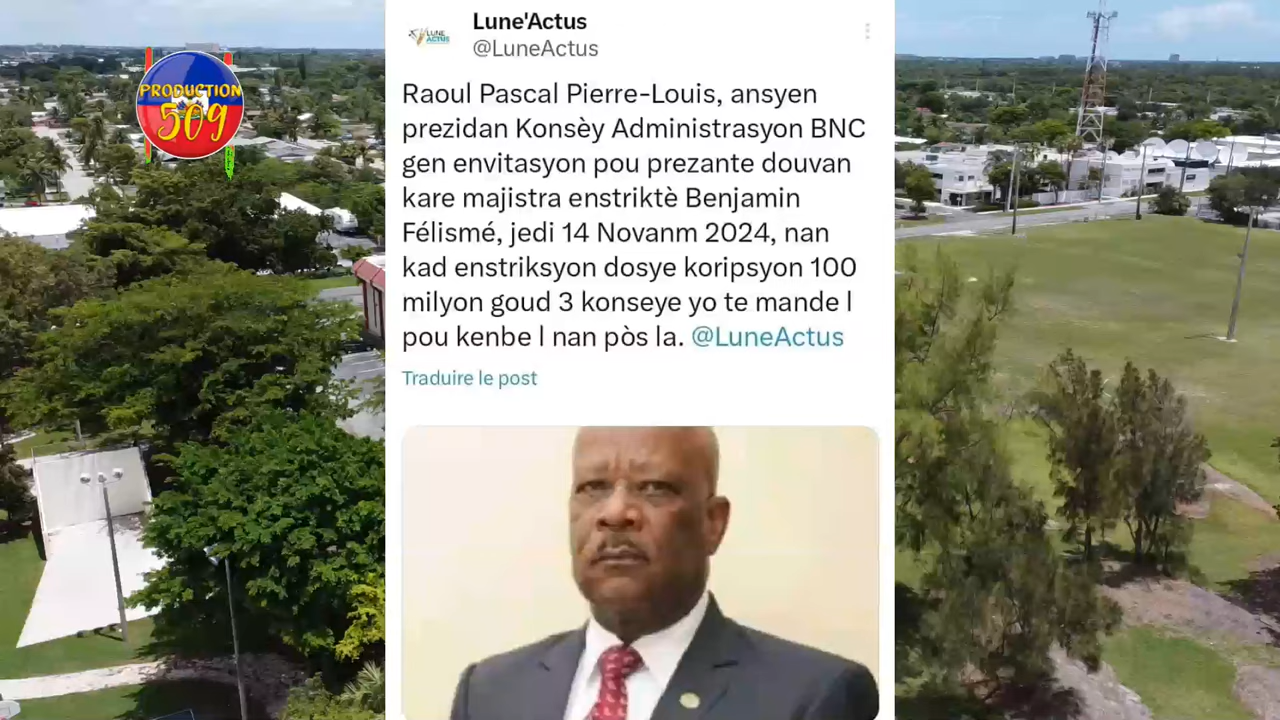 PRODUCTION
509
LUNE
ACTUS
Lune'Actus
@LuneActus
Raoul Pascal Pierre-Louis, ansyen
prezidan Konsèy Administrasyon BNC
gen envitasyon pou prezante douvan
kare majistra enstriktè Benjamin
Félismé, jedi 14 Novanm 2024, nan
kad enstriksyon dosye koripsyon 100
milyon goud 3 konseye yo te mande l
pou kenbe l nan pòs la. @LuneActus
Traduire le post